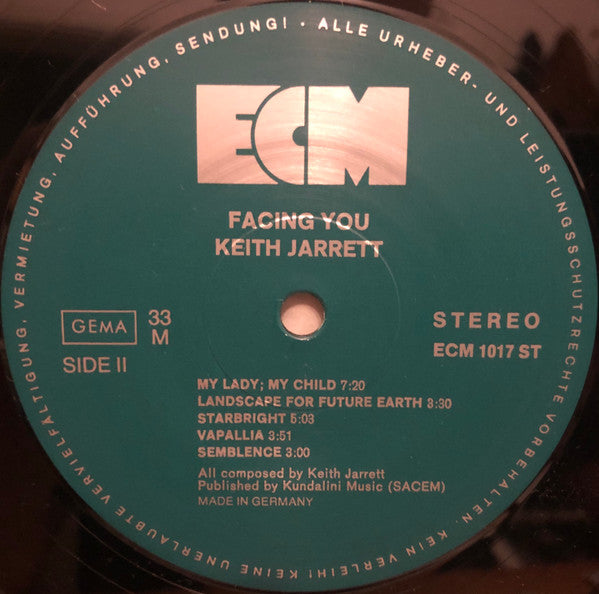 ALLE URHEBER- UND LEISTUNGSSCHUTZRECHTE VORBEHALTEN. KEIN VERLEIH! KEINE UNERLAUBTE VERVIELFÄLTIGUNG, VERMIETUNG, AUFFÜHRUNG, SENDUNG! •
ECM
FACING YOU
KEITH JARRETT
GEMA
33
M
SIDE II
STEREO
ECM 1017 ST
MY LADY; MY CHILD 7:20
LANDSCAPE FOR FUTURE EARTH 3:30
STARBRIGHT 5:03
VAPALLIA 3:51
SEMBLENCE 3:00
All composed by Keith Jarrett
Published by Kundalini Music (SACEM)
MADE IN GERMANY